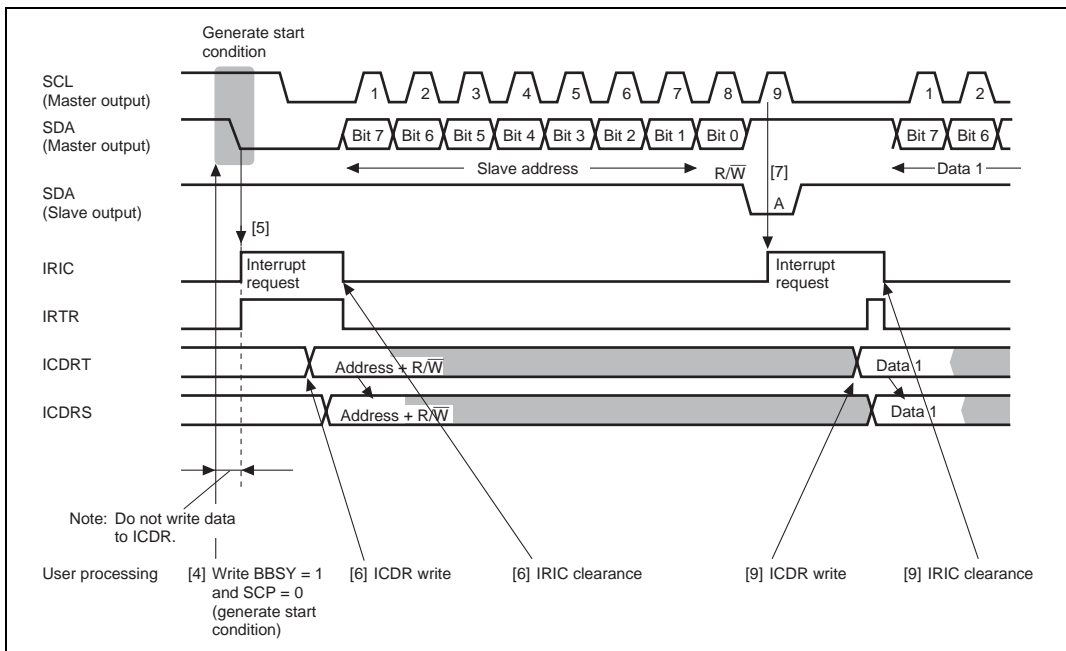 Generate start
condition
SCL
(Master output)
1 2 3 4 5 6 7 8 9 1 2
SDA
(Master output)
Bit 7 Bit 6 Bit 5 Bit 4 Bit 3 Bit 2 Bit 1 Bit 0 Bit 7 Bit 6
Slave address R/W̅ [7] Data 1
SDA
(Slave output)
A
[5]
IRIC
Interrupt
request
Interrupt
request
IRTR
ICDRT
Address + R/W̅
Data 1
ICDRS
Address + R/W̅
Data 1
Note: Do not write data
to ICDR.
User processing
[4] Write BBSY = 1
and SCP = 0
(generate start
condition)
[6] ICDR write
[6] IRIC clearance
[9] ICDR write
[9] IRIC clearance